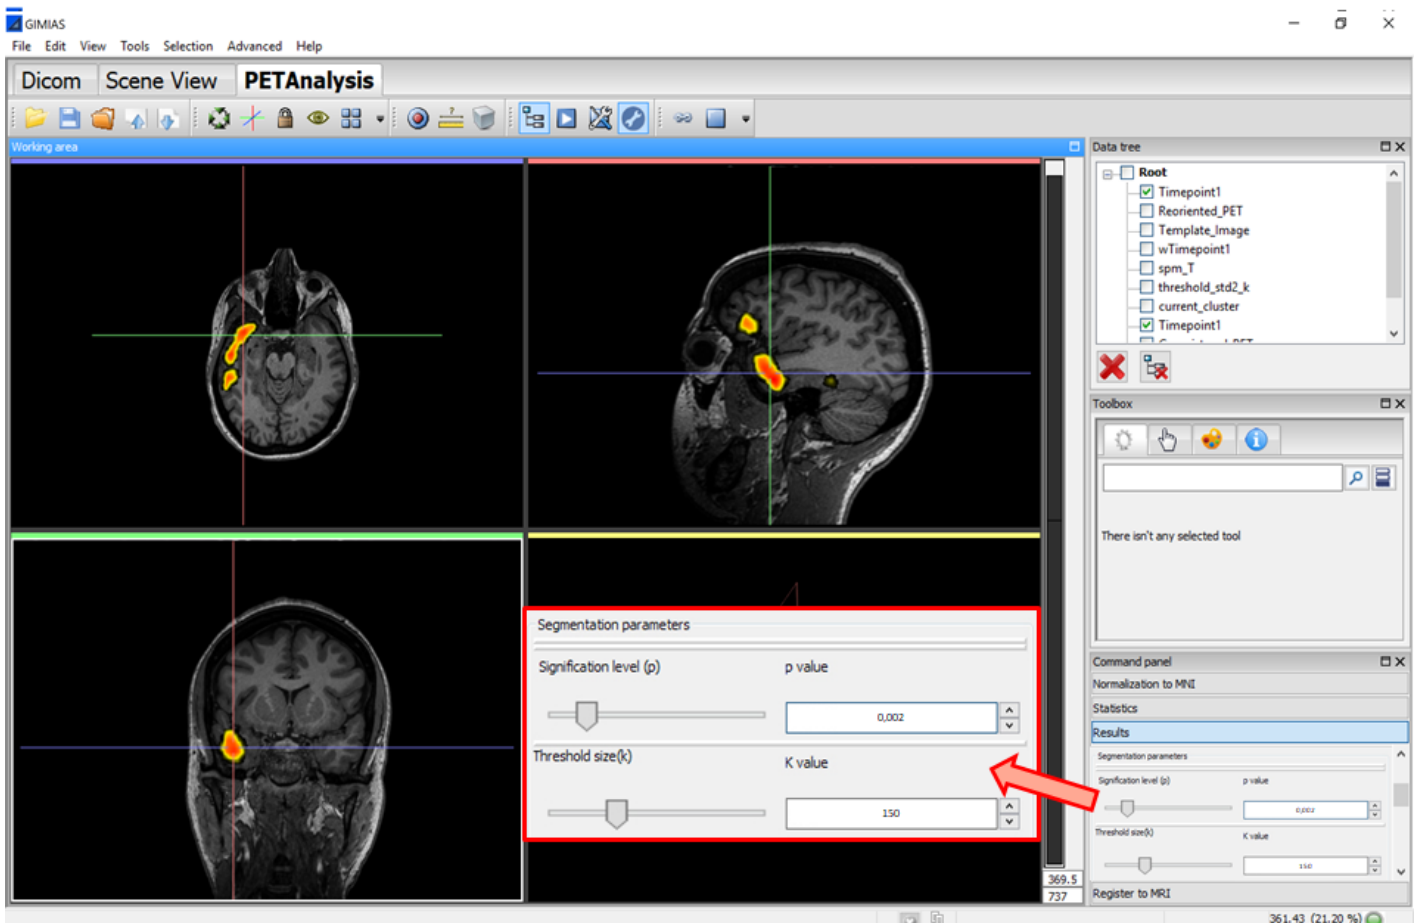 GIMIAS
File Edit View Tools Selection Advanced Help
Dicom Scene View PETAnalysis
Working area
Data tree
Root
Timepoint1
Reoriented_PET
Template_Image
wTimepoint1
spm_T
threshold_std2_k
current_cluster
Timepoint1
Toolbox
There isn't any selected tool
Segmentation parameters
Signification level (p) p value
0,002
Threshold size(k) K value
150
Command panel
Normalization to MNI
Statistics
Results
Segmentation parameters
Signification level (p) p value
0,002
Threshold size(k) K value
150
Register to MRI
369.5
737
361.43 (21.20 %)